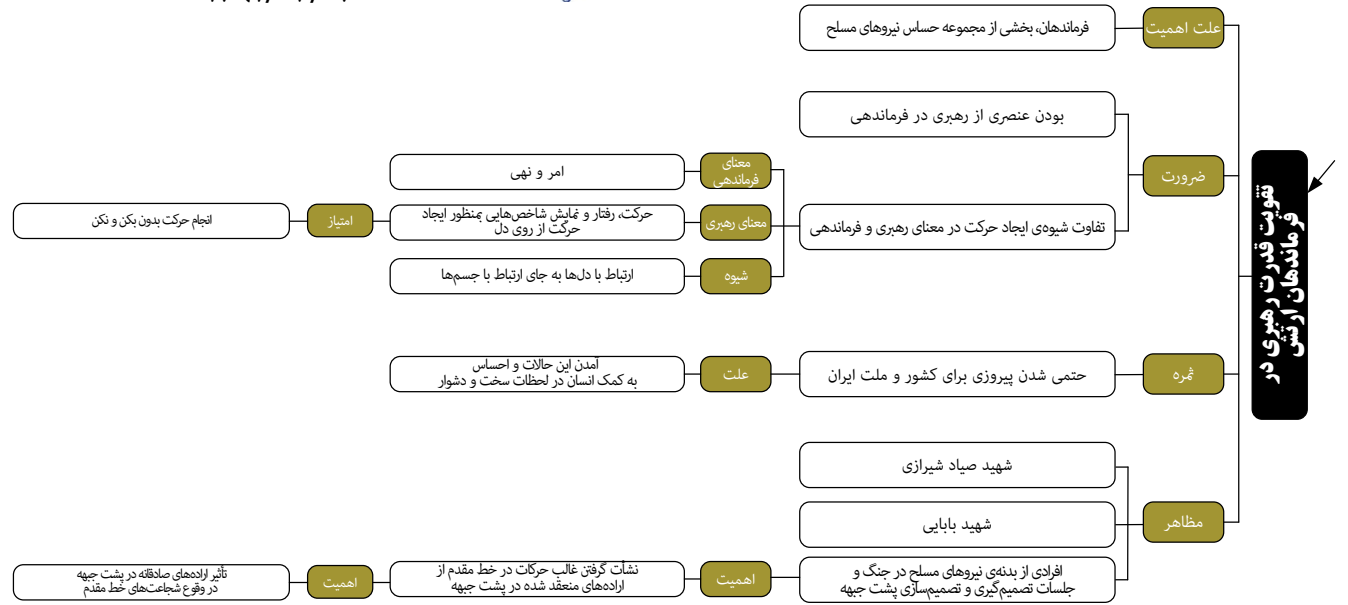 تقویت قدرت رهبری در
فرماندهان ارتش
علت اهمیت
فرماندهان، بخشی از مجموعه حساس نیروهای مسلح
ضرورت
بودن عنصری از رهبری در فرماندهی
تفاوت شیوه‌ی ایجاد حرکت در معنای رهبری و فرماندهی
معنای
فرماندهی
امر و نهی
معنای رهبری
حرکت، رفتار و نمایش شاخص‌هایی بمنظور ایجاد
حرکت از روی دل
امتیاز
انجام حرکت بدون بکن و نکن
شیوه
ارتباط با دل‌ها به جای ارتباط با جسم‌ها
ثمره
حتمی شدن پیروزی برای کشور و ملت ایران
علت
آمدن این حالات و احساس
به کمک انسان در لحظات سخت و دشوار
مظاهر
شهید صیاد شیرازی
شهید بابایی
افرادی از بدنه‌ی نیروهای مسلح در جنگ و
جلسات تصمیم‌گیری و تصمیم‌سازی پشت جبهه
اهمیت
نشأت گرفتن غالب حرکات در خط مقدم از
اراده‌های منعقد شده در پشت جبهه
اهمیت
تأثیر اراده‌های صادقانه در پشت جبهه
در وقوع شجاعت‌های خط مقدم